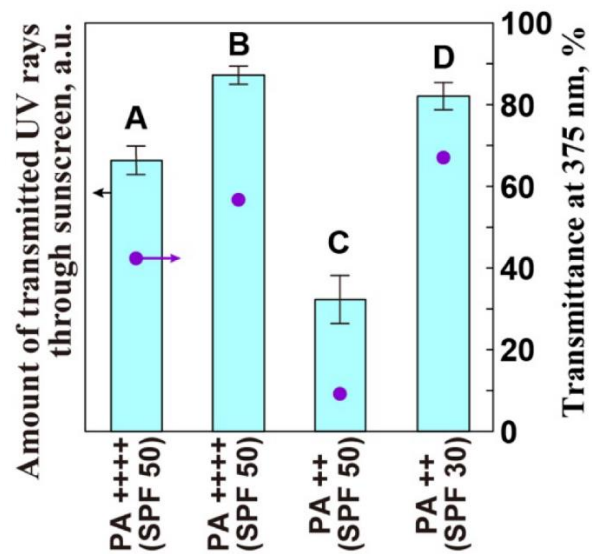 Amount of transmitted UV rays
through sunscreen, a.u.
A
B
C
D
100
80
60
40
20
0
Transmittance at 375 nm, %
PA ++++
(SPF 50)
PA ++++
(SPF 50)
PA ++
(SPF 50)
PA ++
(SPF 30)